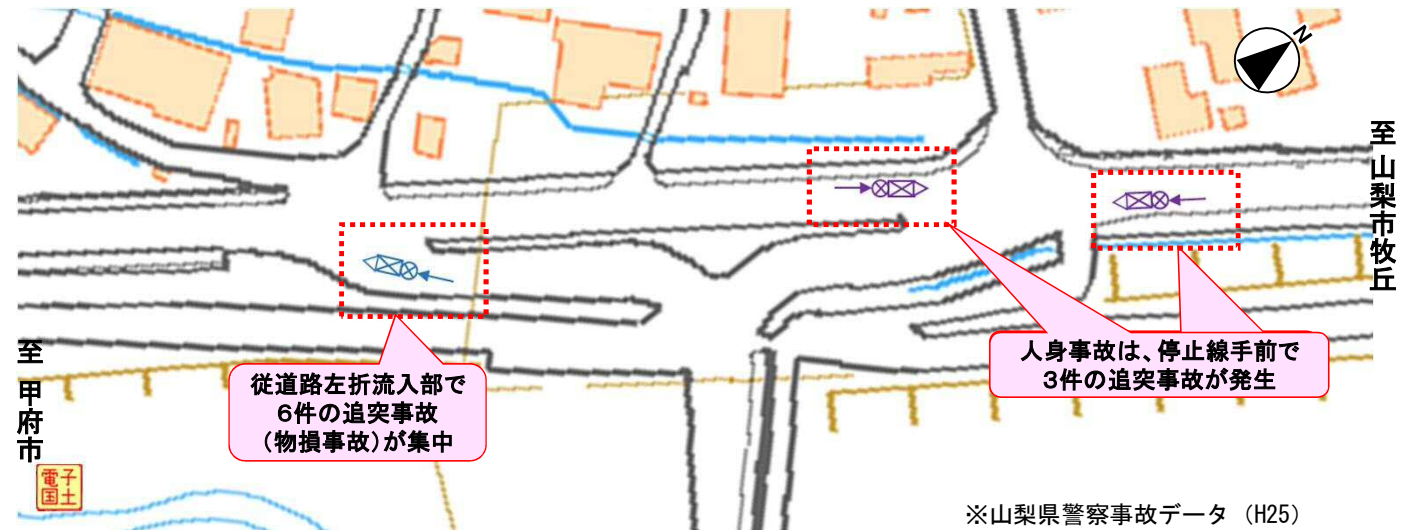 N
至山梨市牧丘
人身事故は、停止線手前で
3件の追突事故が発生
従道路左折流入部で
6件の追突事故
(物損事故)が集中
至甲府市
電子
国土
※山梨県警察事故データ (H25)